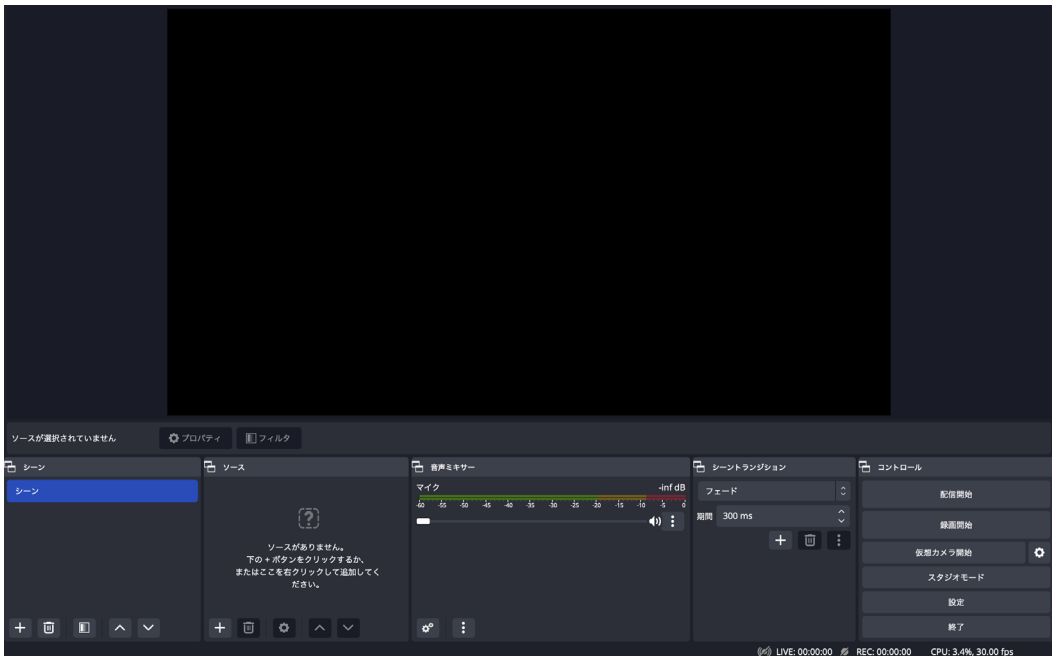 ソースが選択されていません プロパティ フィルタ
シーン
シーン
ソース
ソースがありません。
下の + ボタンをクリックするか、
またはここを右クリックして追加してく
ださい。
音声ミキサー
マイク -inf dB
-60 -55 -50 -45 -40 -35 -30 -25 -20 -15 -10 -5 0
シーントランジション
フェード
期間 300 ms
コントロール
配信開始
録画開始
仮想カメラ開始
スタジオモード
設定
終了
LIVE: 00:00:00 REC: 00:00:00 CPU: 3.4%, 30.00 fps